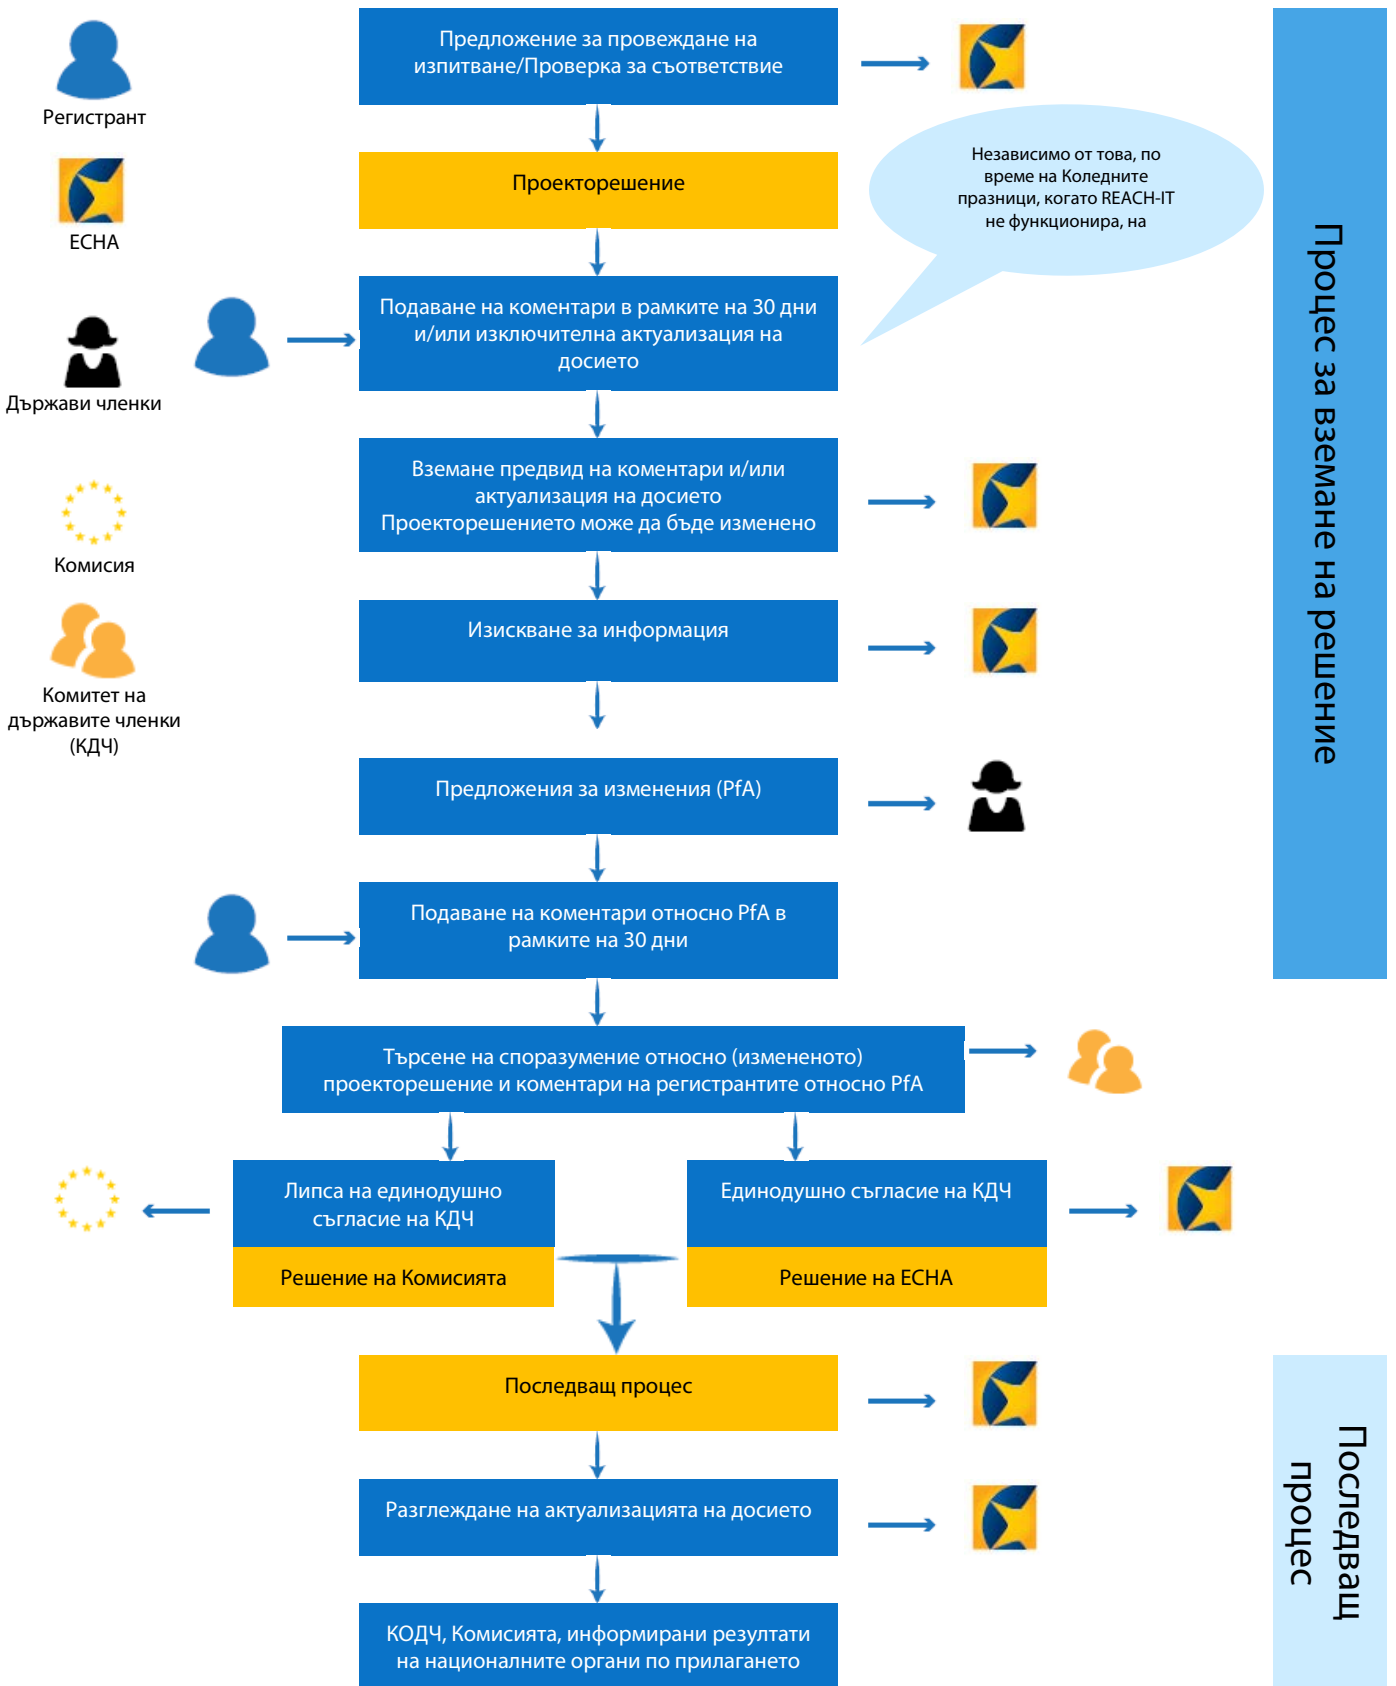 Предложение за провеждане на
изпитване/Проверка за съответствие
Регистрант
Независимо от това, по
време на Коледните
празници, когато REACH-IT
не функционира, на
Проекторешение
ECHA
Подаване на коментари в рамките на 30 дни
и/или изключителна актуализация на
досието
Държави членки
Вземане предвид на коментари и/или
актуализация на досието
Проекторешението може да бъде изменено
Комисия
Изискване за информация
Комитет на
държавите членки
(КДЧ)
Предложения за изменения (PfA)
Подаване на коментари относно PfA в
рамките на 30 дни
Търсене на споразумение относно (измененото)
проекторешение и коментари на регистрантите относно PfA
Липса на единодушно
съгласие на КДЧ
Единодушно съгласие на КДЧ
Решение на Комисията
Решение на ECHA
Последващ процес
Разглеждане на актуализацията на досието
КОДЧ, Комисията, информирани резултати
на националните органи по прилагането
Процес за вземане на решение
Последващ
процес